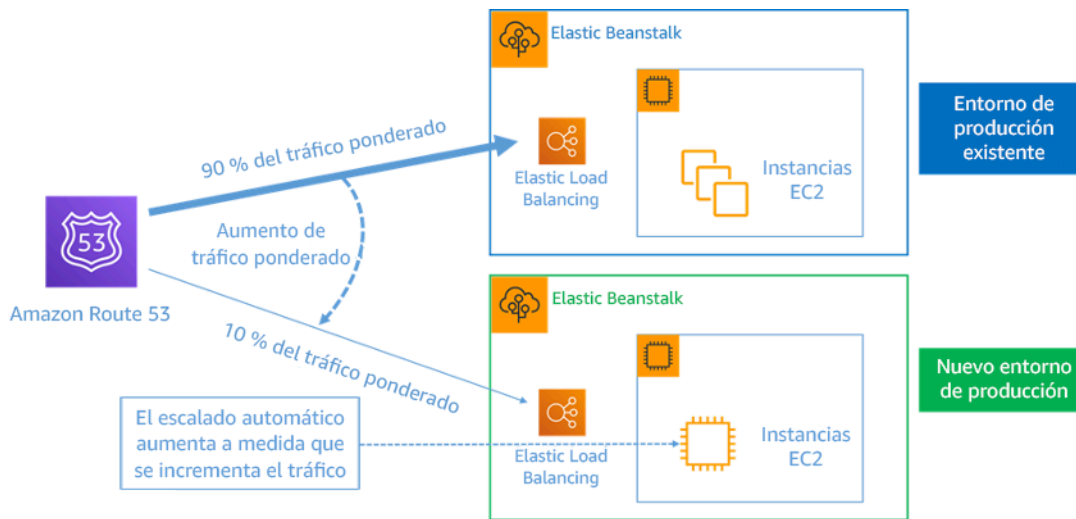 Elastic Beanstalk
90 % del tráfico ponderado
Elastic Load
Balancing
Instancias
EC2
Entorno de
producción
existente
53
Amazon Route 53
Aumento de
tráfico ponderado
10 % del tráfico ponderado
Elastic Beanstalk
El escalado automático
aumenta a medida que
se incrementa el tráfico
Elastic Load
Balancing
Instancias
EC2
Nuevo entorno
de producción